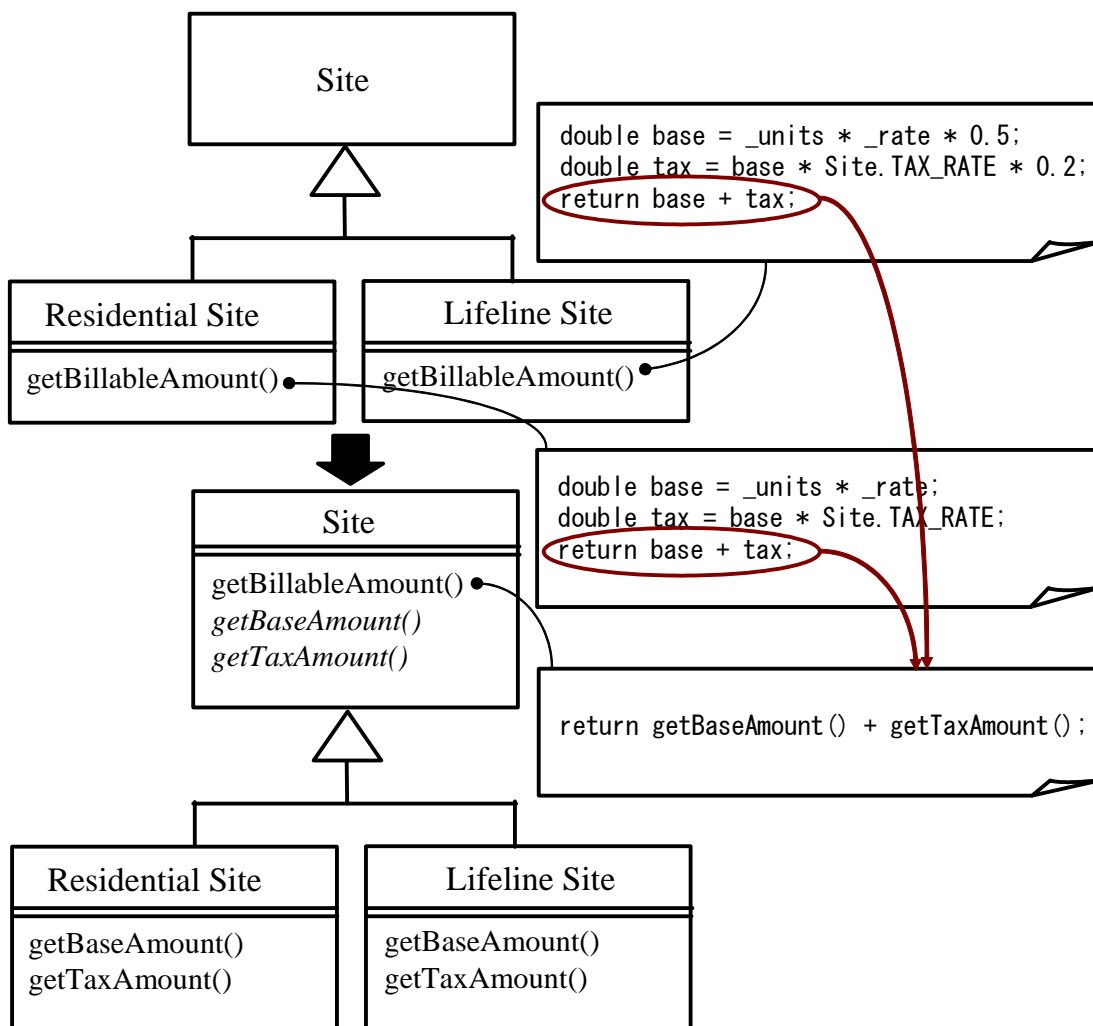 Site
double base = _units * _rate * 0.5;
double tax = base * Site.TAX_RATE * 0.2;
return base + tax;
Residential Site
getBillableAmount()
Lifeline Site
getBillableAmount()
double base = _units * _rate;
double tax = base * Site.TAX_RATE;
return base + tax;
Site
getBillableAmount()
getBaseAmount()
getTaxAmount()
return getBaseAmount() + getTaxAmount();
Residential Site
getBaseAmount()
getTaxAmount()
Lifeline Site
getBaseAmount()
getTaxAmount()